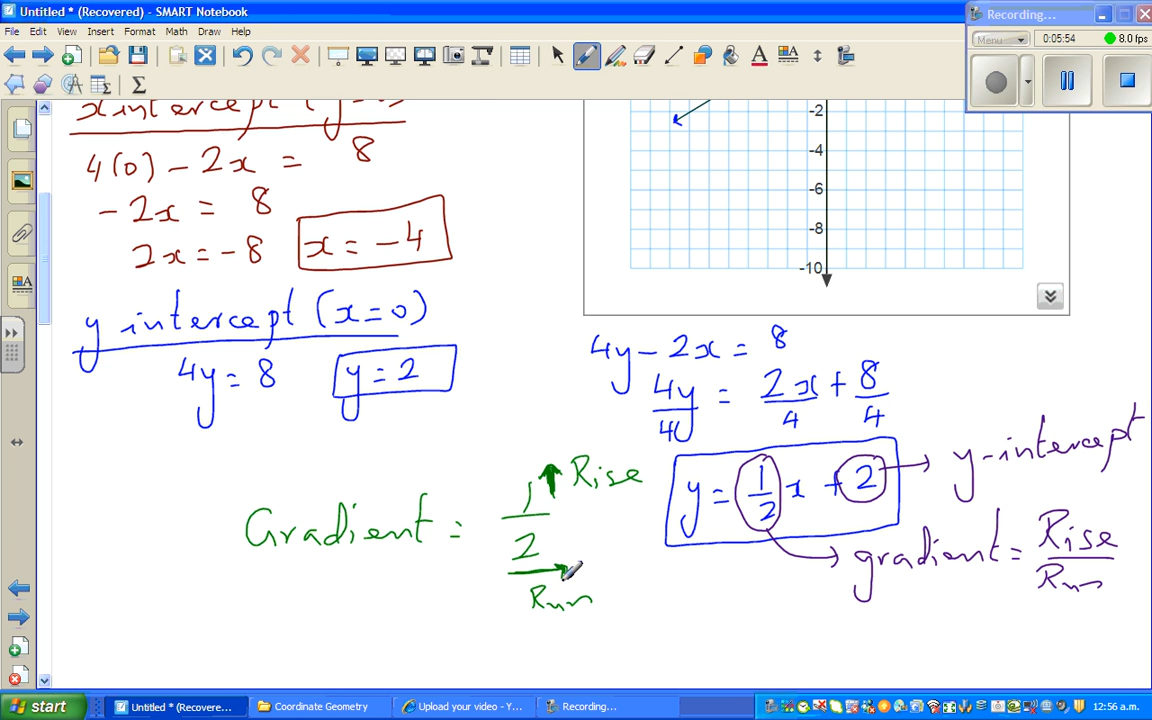 Untitled * (Recovered) - SMART Notebook
File Edit View Insert Format Math Draw Help
Recording...
Menu
0:05:54
8.0 fps
x intercept
4(0) - 2x = 8
- 2x = 8
2x = -8
x = -4
y intercept (x=0)
4y = 8
y = 2
-2
-4
-6
-8
-10
4y - 2x = 8
4y/4 = 2x/4 + 8/4
y = 1/2 x + 2
y-intercept
gradient = Rise/Run
Gradient = 1/2
Rise
Run
start
Untitled * (Recovere...
Coordinate Geometry
Upload your video - Y...
Recording...
12:56 a.m.